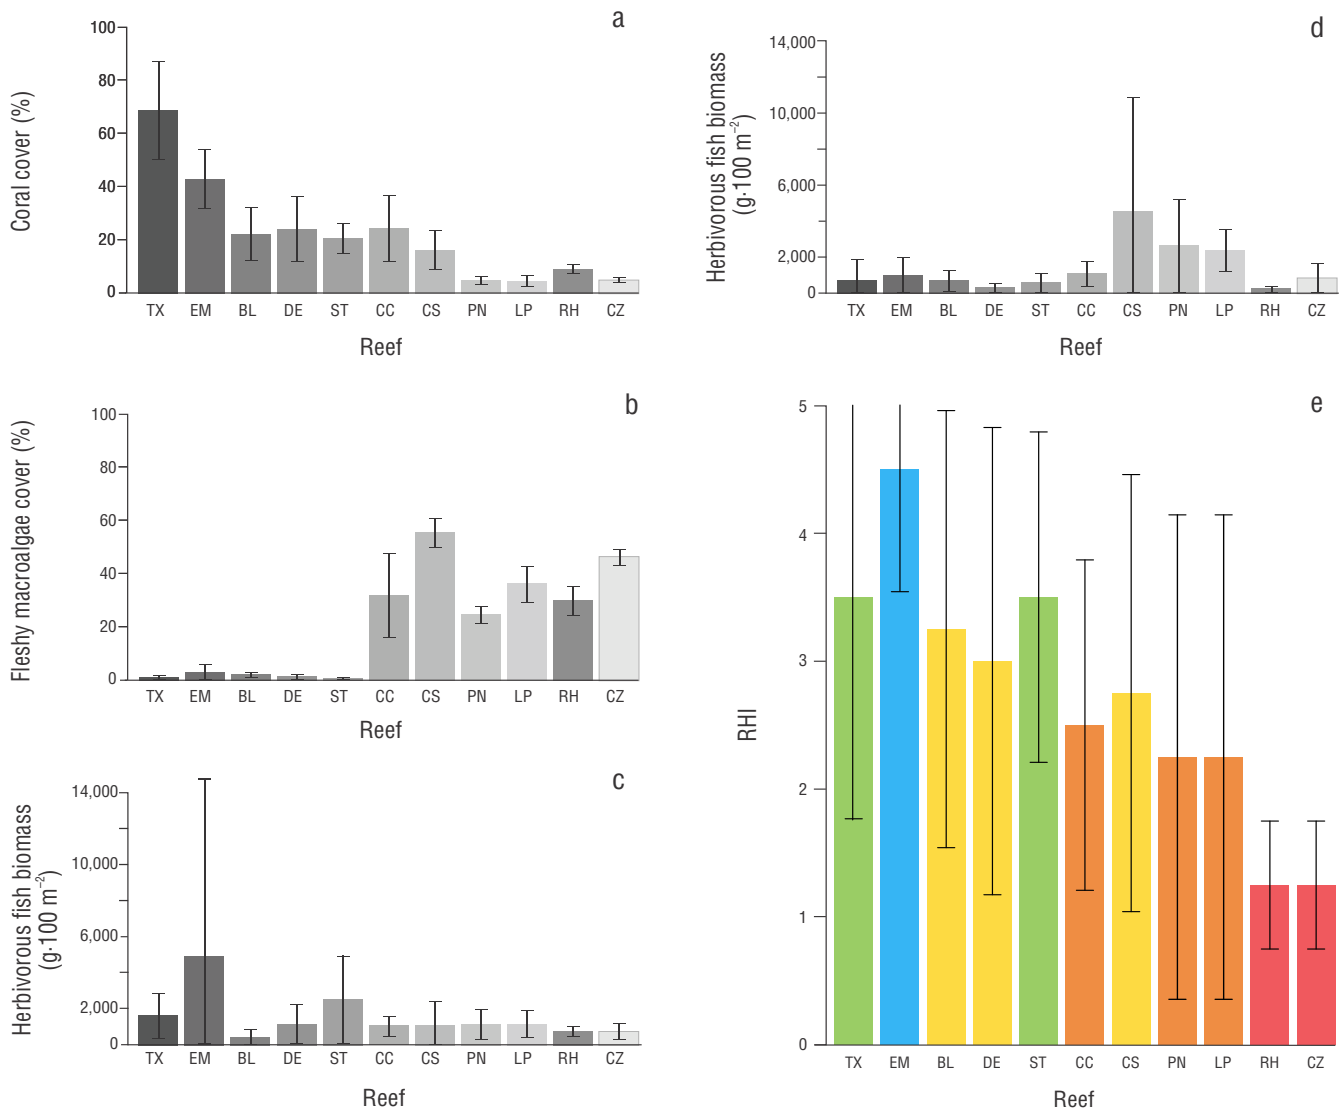 a
Coral cover (%)
100
80
60
40
20
0
TX EM BL DE ST CC CS PN LP RH CZ
Reef
b
Fleshy macroalgae cover (%)
100
80
60
40
20
0
TX EM BL DE ST CC CS PN LP RH CZ
Reef
c
Herbivorous fish biomass
(g·100 m⁻²)
14,000
10,000
6,000
2,000
0
TX EM BL DE ST CC CS PN LP RH CZ
Reef
d
Herbivorous fish biomass
(g·100 m⁻²)
14,000
10,000
6,000
2,000
0
TX EM BL DE ST CC CS PN LP RH CZ
Reef
e
RHI
5
4
3
2
1
0
TX EM BL DE ST CC CS PN LP RH CZ
Reef